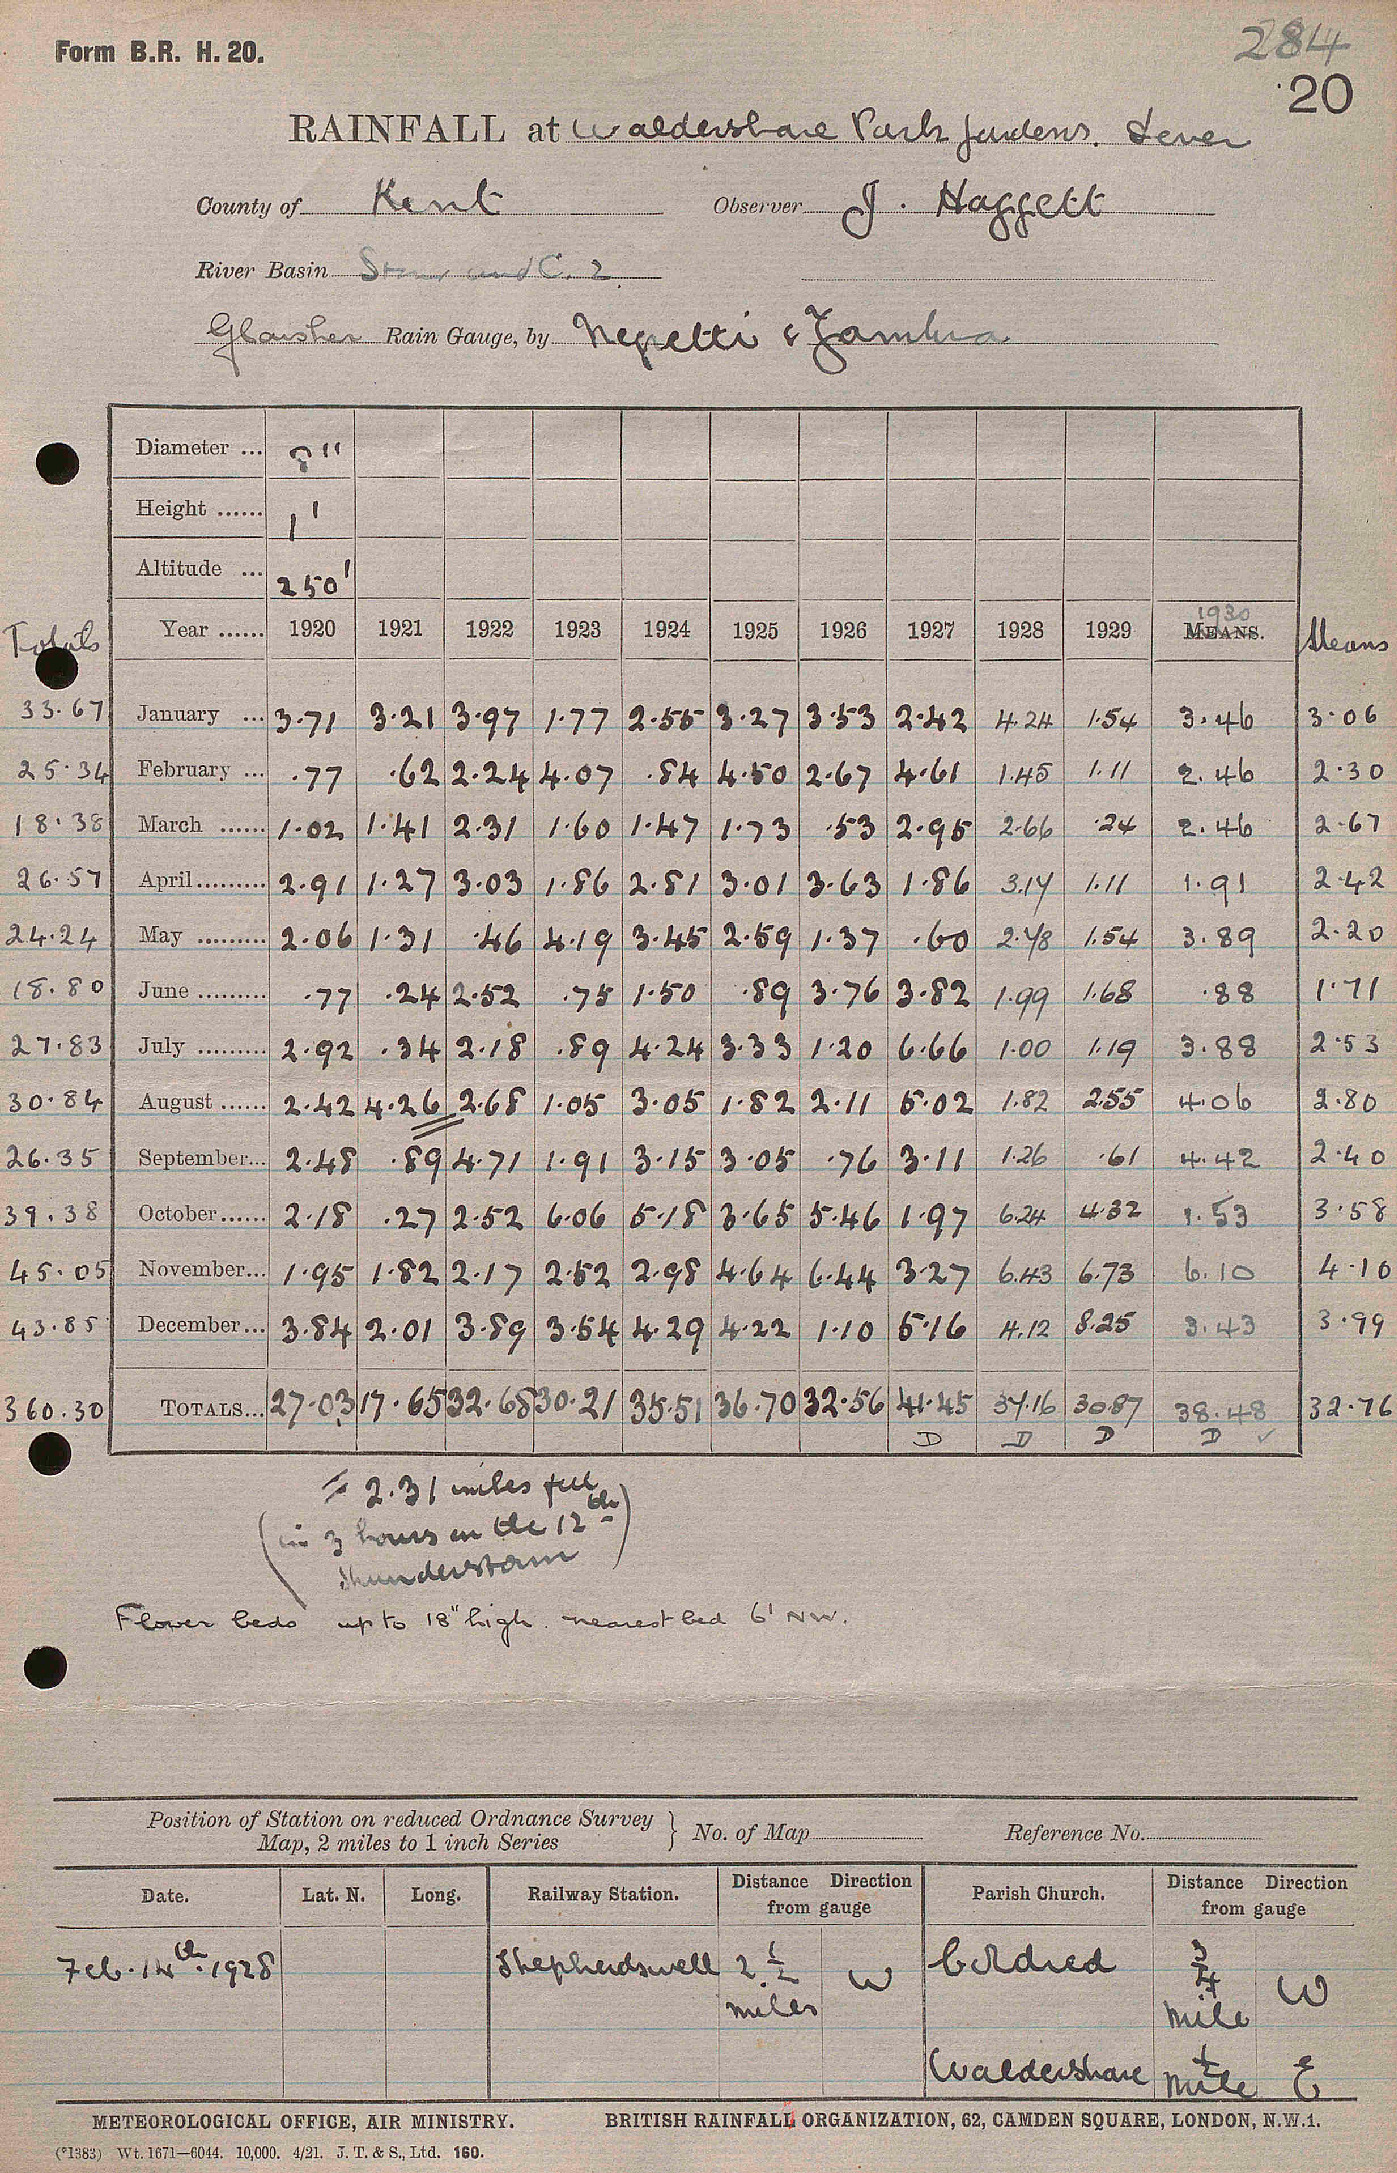 Form B.R. H. 20.
284
20
RAINFALL at Waldershare Park Gardens. Dover
County of Kent Observer J. Haggett
River Basin Stour and C. 2
Glaisher Rain Gauge, by Negretti & Zambra
Diameter ... 8"
Height ...... 1'
Altitude ... 250'
Totals Year ...... 1920 1921 1922 1923 1924 1925 1926 1927 1928 1929 1930 MEANS. Means
33.67 January ... 3.71 3.21 3.97 1.77 2.55 3.27 3.53 2.42 4.24 1.54 3.46 3.06
25.34 February ... .77 .62 2.24 4.07 .84 4.50 2.67 4.61 1.45 1.11 2.46 2.30
18.38 March ...... 1.02 1.41 2.31 1.60 1.47 1.73 .53 2.95 2.66 .24 2.46 2.67
26.57 April......... 2.91 1.27 3.03 1.86 2.81 3.01 3.63 1.86 3.14 1.11 1.91 2.42
24.24 May ......... 2.06 1.31 .46 4.19 3.45 2.59 1.37 .60 2.48 1.54 3.89 2.20
18.80 June ......... .77 .24 2.52 .75 1.50 .89 3.76 3.82 1.99 1.68 .88 1.71
27.83 July ......... 2.92 .34 2.18 .89 4.24 3.33 1.20 6.66 1.00 1.19 3.88 2.53
30.84 August ...... 2.42 4.26 2.68 1.05 3.05 1.82 2.11 5.02 1.82 2.55 4.06 2.80
26.35 September... 2.48 .89 4.71 1.91 3.15 3.05 .76 3.11 1.26 .61 4.42 2.40
39.38 October...... 2.18 .27 2.52 6.06 5.18 3.65 5.46 1.97 6.24 4.32 1.53 3.58
45.05 November... 1.95 1.82 2.17 2.52 2.98 4.64 6.44 3.27 6.43 6.73 6.10 4.10
43.85 December... 3.84 2.01 3.89 3.54 4.29 4.22 1.10 5.16 4.12 8.25 3.43 3.99
360.30 TOTALS... 27.03 17.65 32.68 30.21 35.51 36.70 32.56 41.45 37.16 30.87 38.48 32.76
D D D D ✓
= 2.31 inches fell
(in 3 hours on the 12th
thunderstorm)
Flower beds up to 18" high. nearest bed 6' NW.
Position of Station on reduced Ordnance Survey
Map, 2 miles to 1 inch Series } No. of Map Reference No.
Date. Lat. N. Long. Railway Station. Distance Direction from gauge Parish Church. Distance Direction from gauge
Feb. 14th. 1928 Shepherdswell 2 1/2 miles W Coldred 3/4 mile W
Waldershare 1/2 mile E
METEOROLOGICAL OFFICE, AIR MINISTRY. BRITISH RAINFALL ORGANIZATION, 62, CAMDEN SQUARE, LONDON, N.W.1.
(*1383) Wt. 1671—6044. 10,000. 4/21. J. T. & S., Ltd. 160.